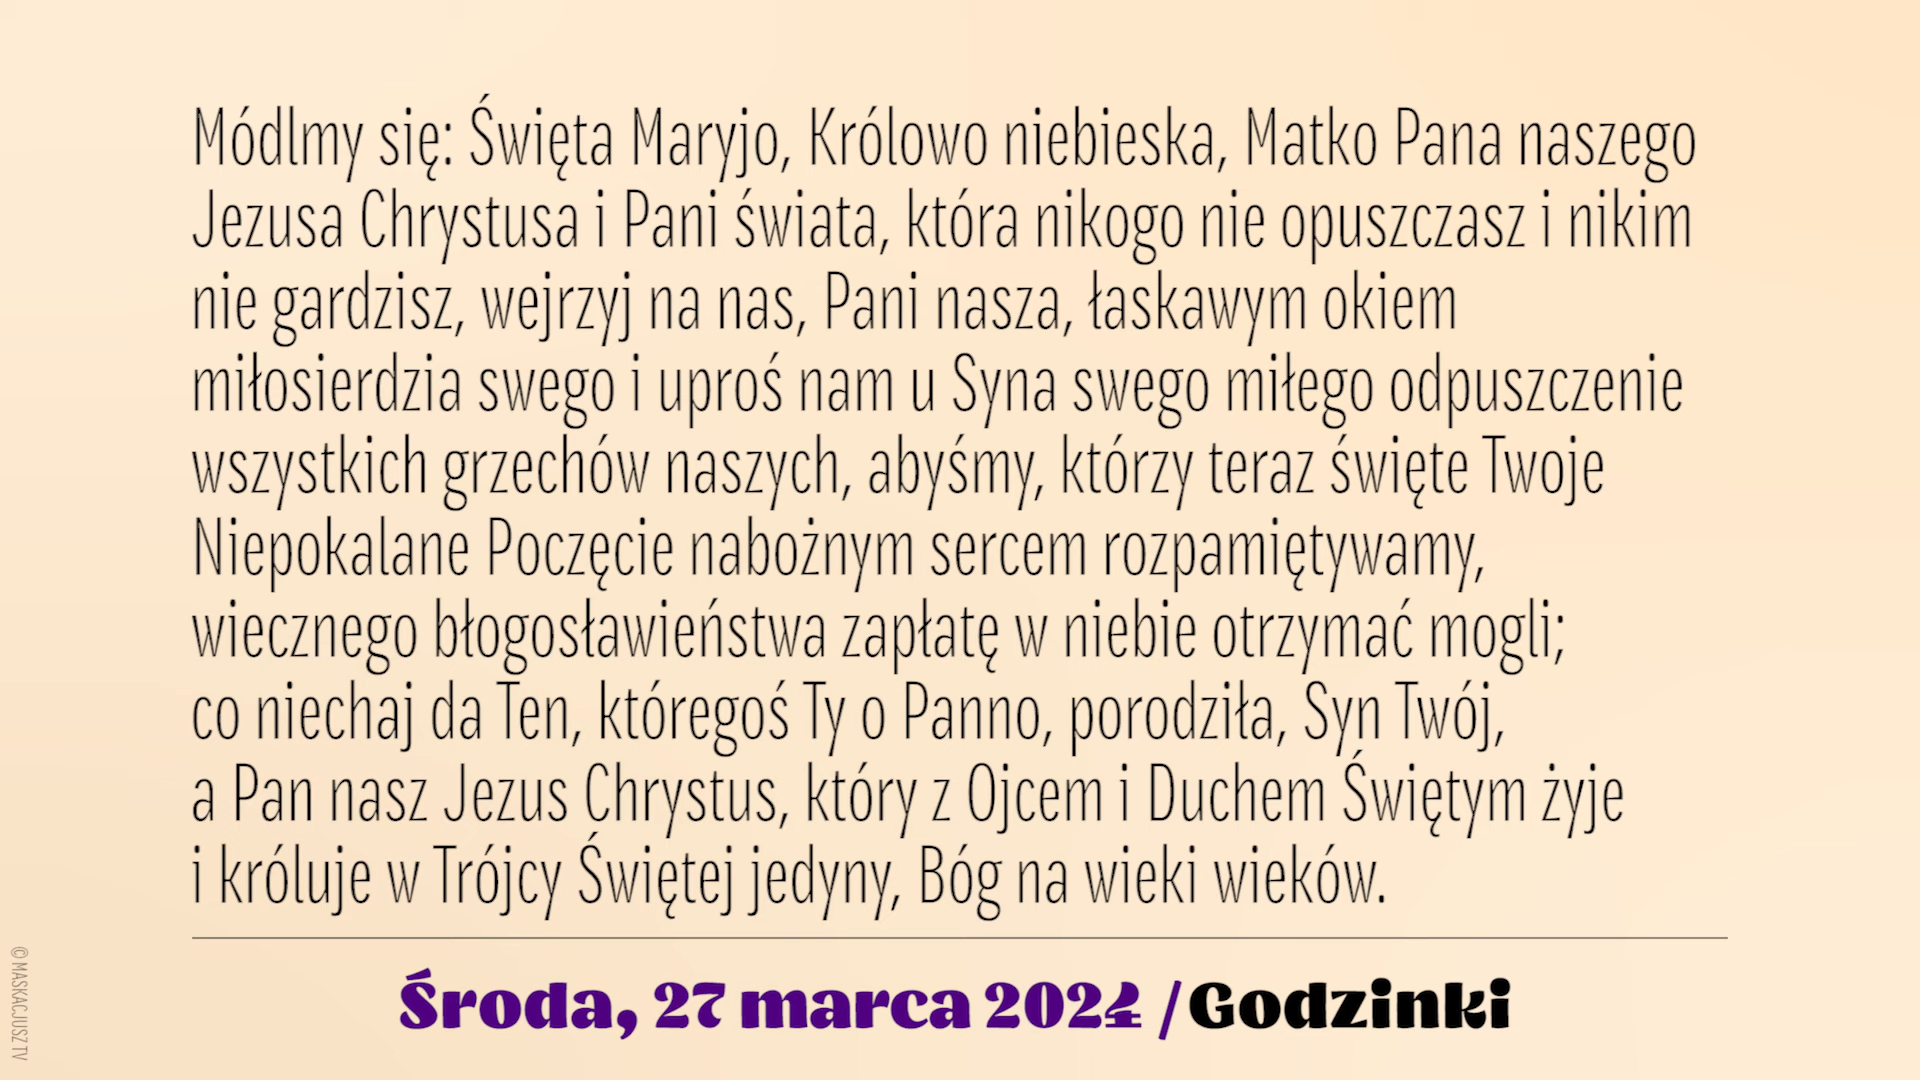 Módlmy się: Święta Maryjo, Królowo niebieska, Matko Pana naszego
Jezusa Chrystusa i Pani świata, która nikogo nie opuszczasz i nikim
nie gardzisz, wejrzyj na nas, Pani nasza, łaskawym okiem
miłosierdzia swego i uproś nam u Syna swego miłego odpuszczenie
wszystkich grzechów naszych, abyśmy, którzy teraz święte Twoje
Niepokalane Poczęcie nabożnym sercem rozpamiętywamy,
wiecznego błogosławieństwa zapłatę w niebie otrzymać mogli;
co niechaj da Ten, któregoś Ty o Panno, porodziła, Syn Twój,
a Pan nasz Jezus Chrystus, który z Ojcem i Duchem Świętym żyje
i króluje w Trójcy Świętej jedyny, Bóg na wieki wieków.
Środa, 27 marca 2024 / Godzinki
© MASKACJUSZ TV